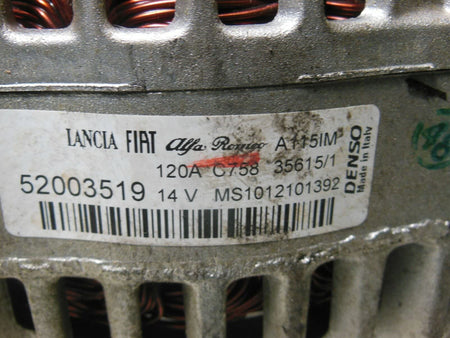 LANCIA FIAT Alfa Romeo A115IM
120A C758 35615/1
52003519 14 V MS1012101392
DENSO
Made in Italy